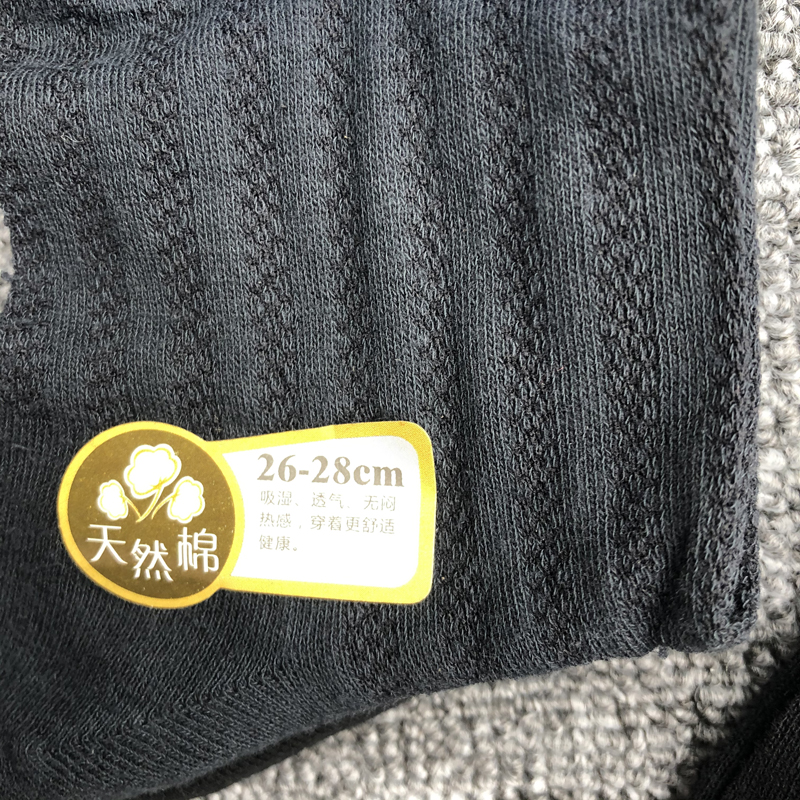 天然棉
26-28cm
吸湿、透气、无闷
热感，穿着更舒适
健康。